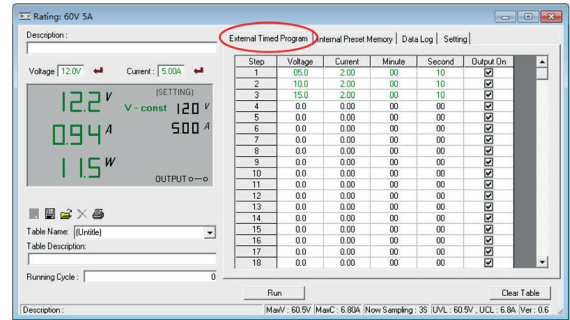 Rating: 60V 5A
Description :
External Timed Program Internal Preset Memory Data Log Setting
Voltage 12.0V Current : 5.00A
12.2 V (SETTING)
V - const 12.0 V
0.94 A 5.00 A
11.5 W
OUTPUT
Table Name: (Untitle)
Table Description:
Running Cycle : 0
Step Voltage Current Minute Second Output On
1 05.0 2.00 00 10
2 10.0 2.00 00 10
3 15.0 2.00 00 10
4 0.0 0.00 00 00
5 0.0 0.00 00 00
6 0.0 0.00 00 00
7 0.0 0.00 00 00
8 0.0 0.00 00 00
9 0.0 0.00 00 00
10 0.0 0.00 00 00
11 0.0 0.00 00 00
12 0.0 0.00 00 00
13 0.0 0.00 00 00
14 0.0 0.00 00 00
15 0.0 0.00 00 00
16 0.0 0.00 00 00
17 0.0 0.00 00 00
18 0.0 0.00 00 00
Run Clear Table
Description : MaxV : 60.5V MaxC : 6.80A Now Sampling : 3S UVL : 60.5V , UCL : 6.8A Ver : 0.6